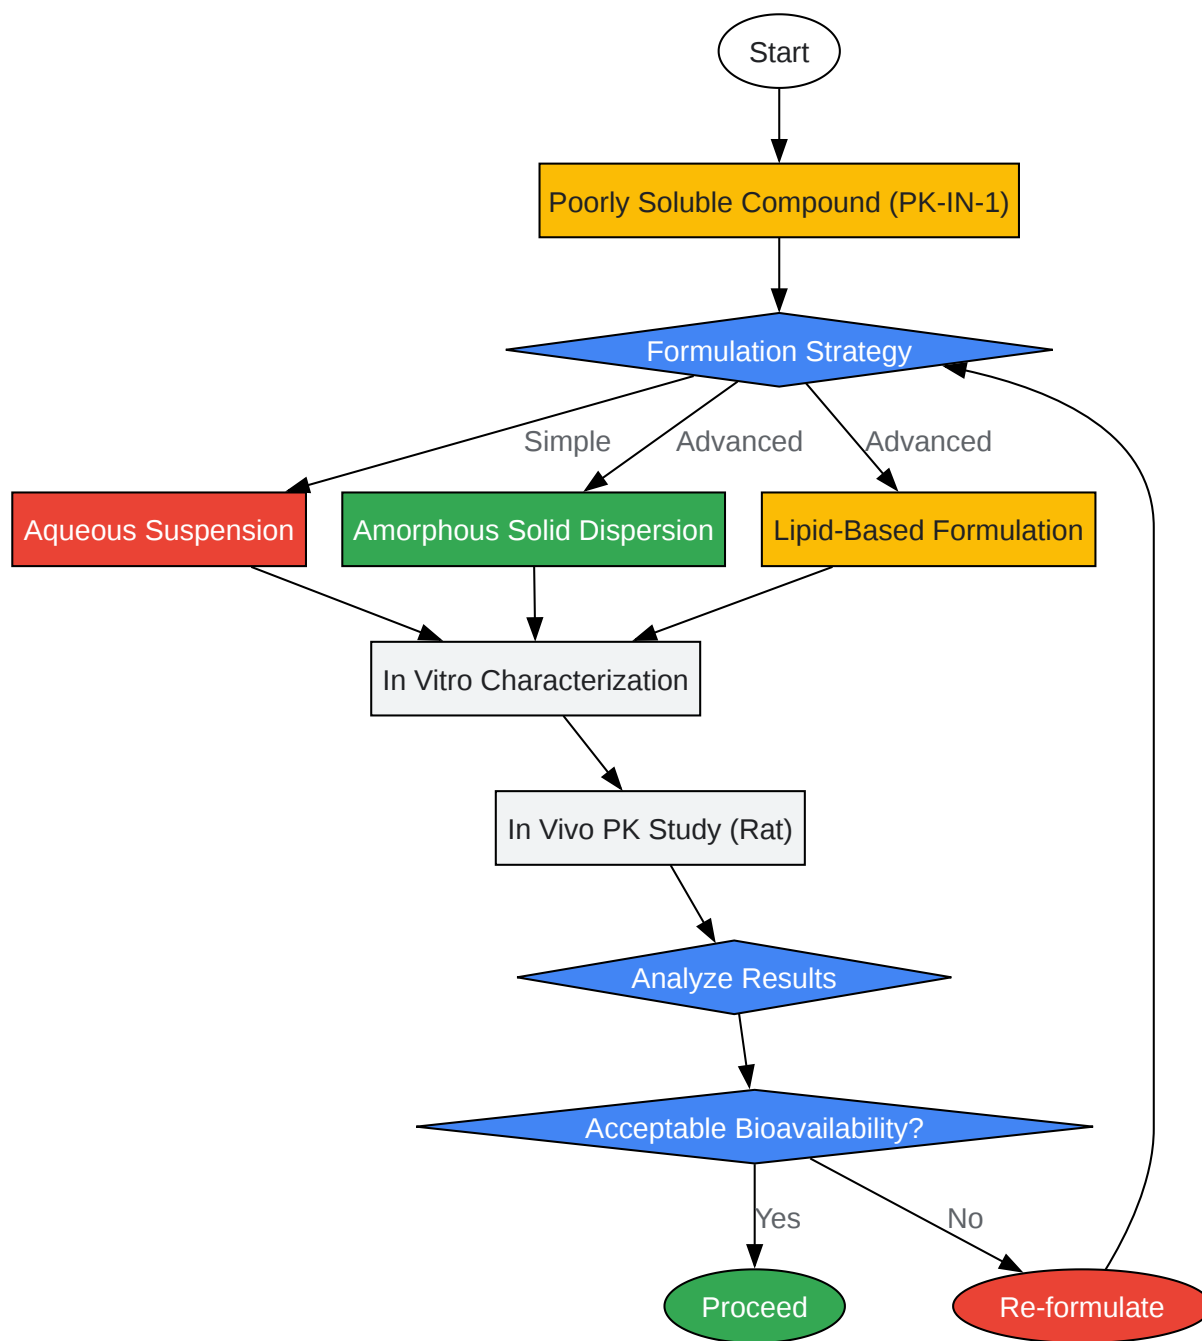 Start
Poorly Soluble Compound (PK-IN-1)
Formulation Strategy
Simple
Advanced
Advanced
Aqueous Suspension
Amorphous Solid Dispersion
Lipid-Based Formulation
In Vitro Characterization
In Vivo PK Study (Rat)
Analyze Results
Acceptable Bioavailability?
Yes
No
Proceed
Re-formulate